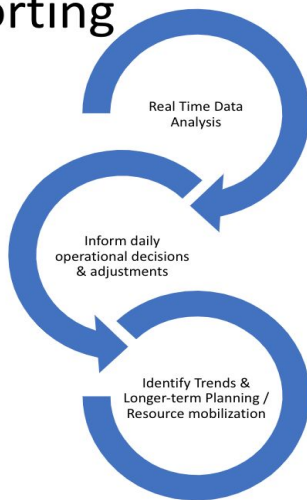 orting
Real Time Data
Analysis
Inform daily
operational decisions
& adjustments
Identify Trends &
Longer-term Planning /
Resource mobilization